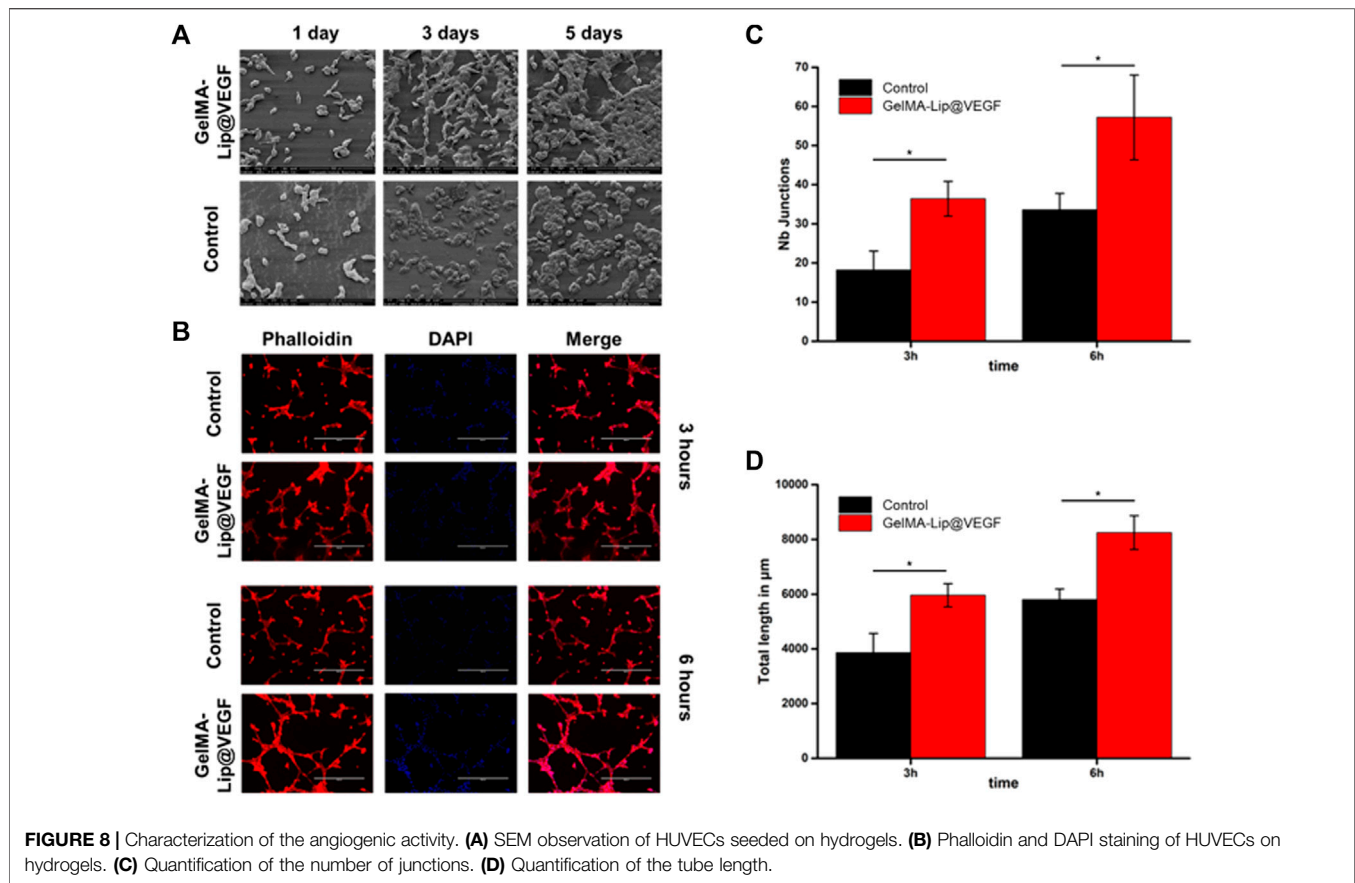 A
1 day 3 days 5 days
GelMA-
Lip@VEGF
Control
B
Phalloidin DAPI Merge
Control
GelMA-
Lip@VEGF
3 hours
Control
GelMA-
Lip@VEGF
6 hours
C
Control
GelMA-Lip@VEGF
*
*
Nb Junctions
70
60
50
40
30
20
10
0
3h 6h
time
D
Control
GelMA-Lip@VEGF
*
*
Total length in µm
10000
8000
6000
4000
2000
0
3h 6h
time
FIGURE 8 | Characterization of the angiogenic activity. (A) SEM observation of HUVECs seeded on hydrogels. (B) Phalloidin and DAPI staining of HUVECs on
hydrogels. (C) Quantification of the number of junctions. (D) Quantification of the tube length.